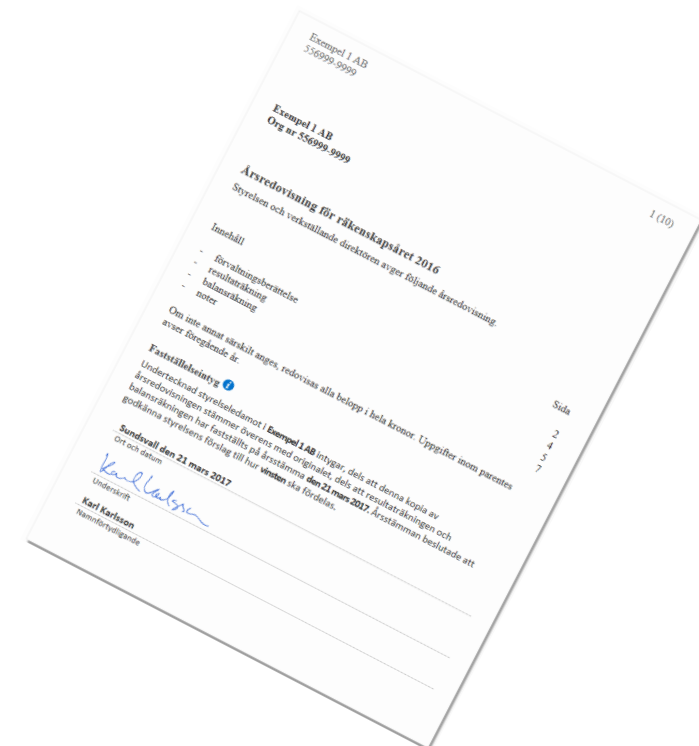 Exempel 1 AB
556999-9999
1 (10)
Exempel 1 AB
Org nr 556999-9999
Årsredovisning för räkenskapsåret 2016
Styrelsen och verkställande direktören avger följande årsredovisning.
Innehåll Sida
- förvaltningsberättelse 2
- resultaträkning 4
- balansräkning 5
- noter 7
Om inte annat särskilt anges, redovisas alla belopp i hela kronor. Uppgifter inom parentes
avser föregående år.
Fastställelseintyg i
Undertecknad styrelseledamot i Exempel 1 AB intygar, dels att denna kopia av
årsredovisningen stämmer överens med originalet, dels att resultaträkningen och
balansräkningen har fastställts på årsstämma den 21 mars 2017. Årsstämman beslutade att
godkänna styrelsens förslag till hur vinsten ska fördelas.
Sundsvall den 21 mars 2017
Ort och datum
Karl Karlsson
Underskrift
Karl Karlsson
Namnförtydligande